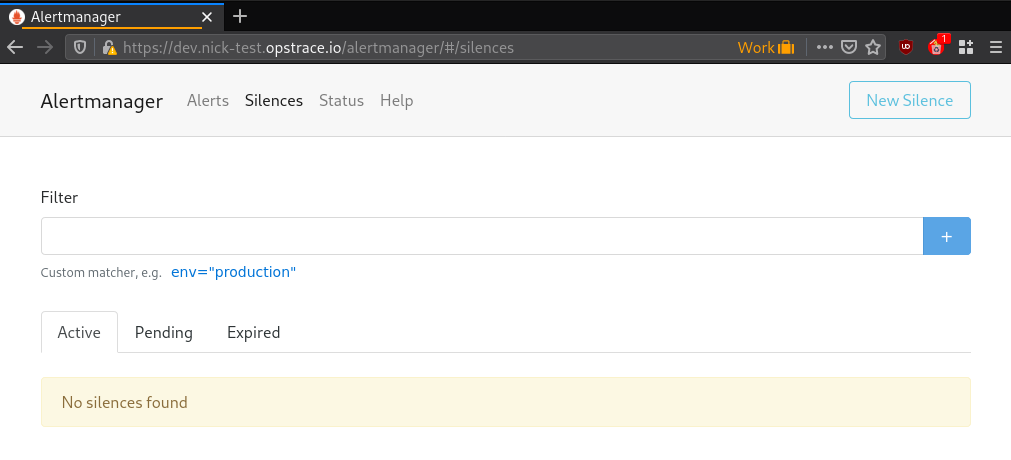 Alertmanager
https://dev.nick-test.opstrace.io/alertmanager/#/silences Work 1
Alertmanager Alerts Silences Status Help New Silence
Filter
+
Custom matcher, e.g. env="production"
Active Pending Expired
No silences found